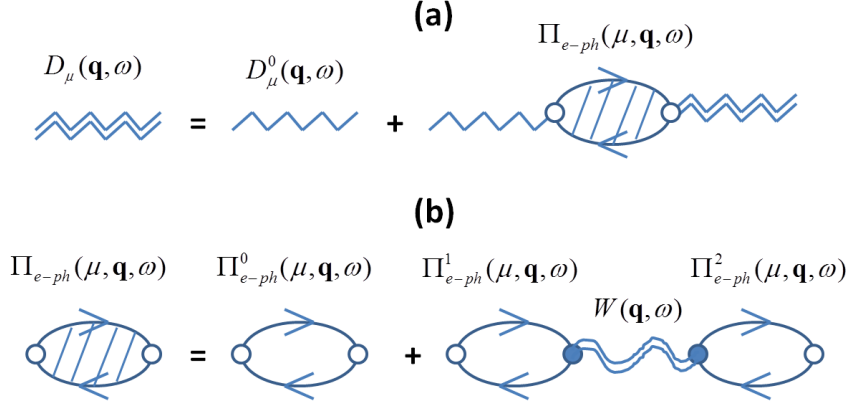 (a)
D_μ(q,ω) D^0_μ(q,ω) Π_{e−ph}(μ,q,ω)
= +
(b)
Π_{e−ph}(μ,q,ω) Π^0_{e−ph}(μ,q,ω) Π^1_{e−ph}(μ,q,ω) Π^2_{e−ph}(μ,q,ω)
W(q,ω)
= +